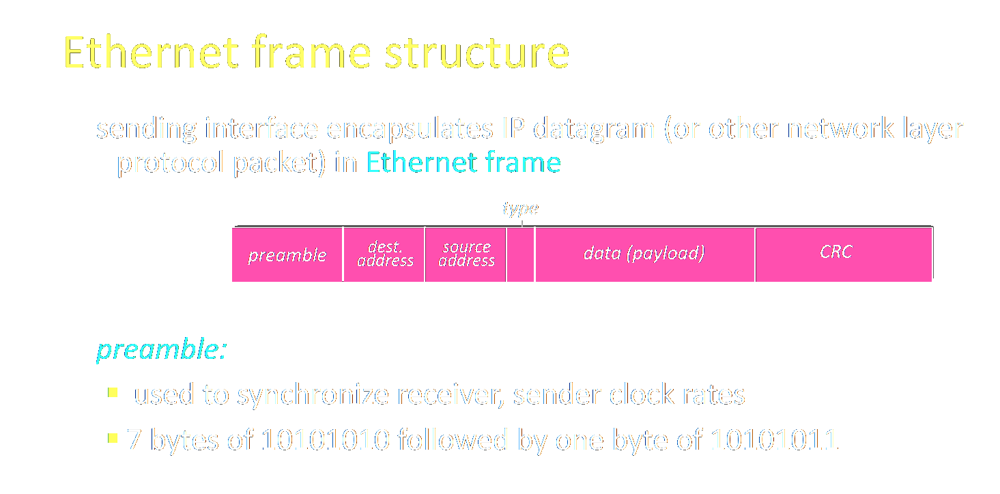 Ethernet frame structure
sending interface encapsulates IP datagram (or other network layer
protocol packet) in Ethernet frame
type
preamble
dest.
address
source
address
data (payload)
CRC
preamble:
used to synchronize receiver, sender clock rates
7 bytes of 10101010 followed by one byte of 10101011